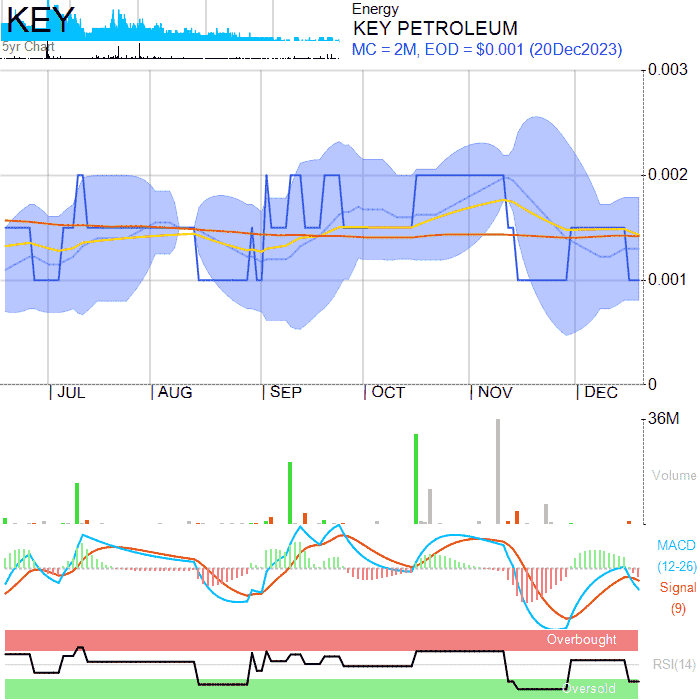 KEY
5yr Chart
Energy
KEY PETROLEUM
MC = 2M, EOD = $0.001 (20Dec2023)
0.003
0.002
0.001
0
JUL AUG SEP OCT NOV DEC
36M
Volume
MACD
(12-26)
Signal
(9)
Overbought
RSI(14)
Oversold